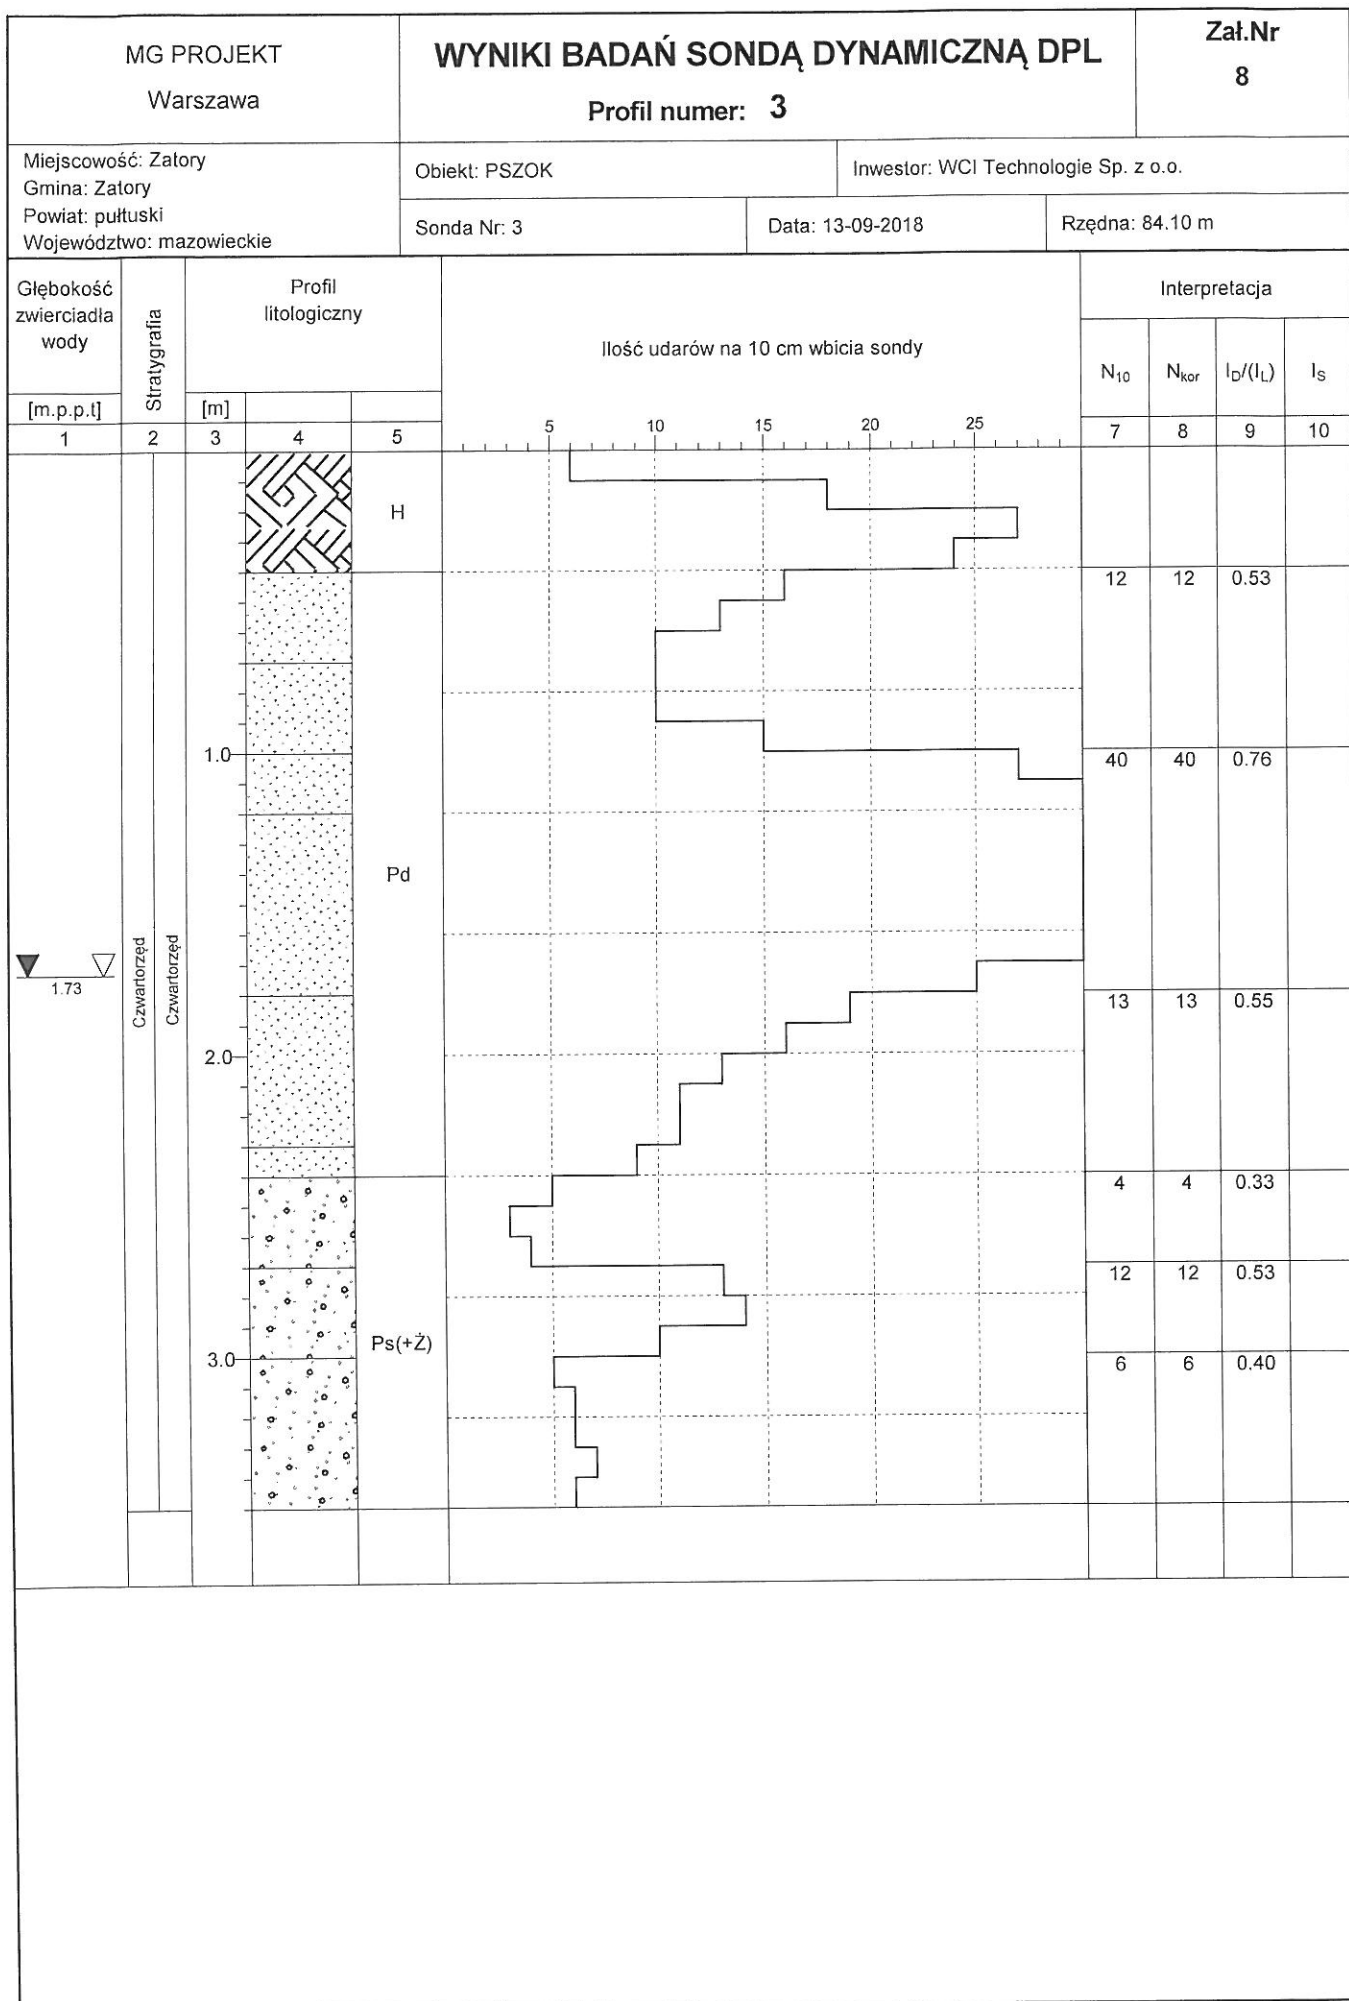 MG PROJEKT
Warszawa
WYNIKI BADAŃ SONDĄ DYNAMICZNĄ DPL
Profil numer: 3
Zał.Nr
8
Miejscowość: Zatory
Gmina: Zatory
Powiat: pułtuski
Województwo: mazowieckie
Obiekt: PSZOK
Inwestor: WCI Technologie Sp. z o.o.
Sonda Nr: 3
Data: 13-09-2018
Rzędna: 84.10 m
Głębokość
zwierciadła
wody
[m.p.p.t]
Stratygrafia
Profil
litologiczny
[m]
Ilość udarów na 10 cm wbicia sondy
Interpretacja
N10 Nkor ID/(IL) IS
1 2 3 4 5 5 10 15 20 25 7 8 9 10
H
12 12 0.53
1.0
40 40 0.76
Pd
Czwartorzęd
Czwartorzęd
1.73
13 13 0.55
2.0
4 4 0.33
12 12 0.53
Ps(+Ż)
3.0
6 6 0.40